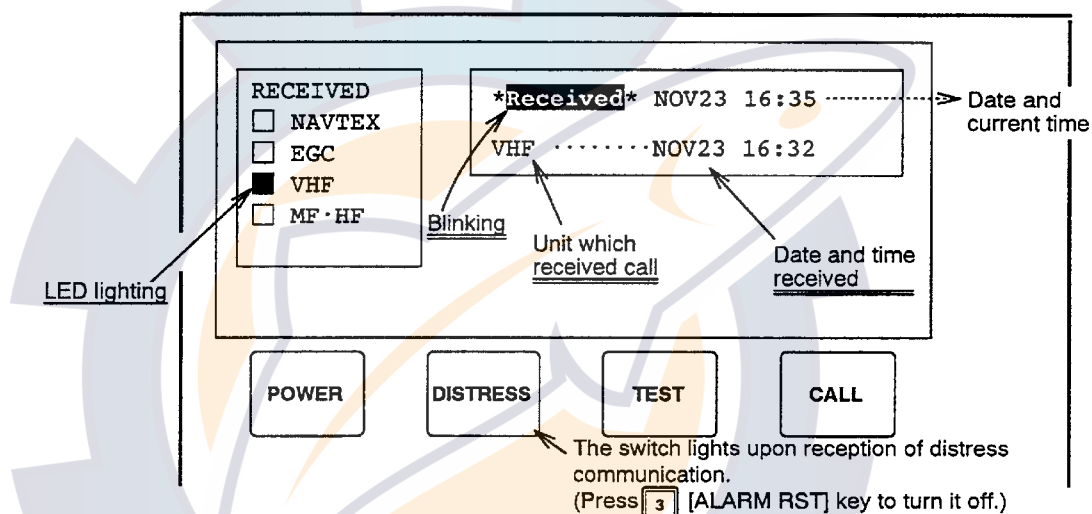 RECEIVED
NAVTEX
EGC
VHF
MF·HF
*Received* NOV23 16:35
VHF ········NOV23 16:32
Date and
current time
LED lighting
Blinking
Unit which
received call
Date and time
received
POWER
DISTRESS
TEST
CALL
The switch lights upon reception of distress
communication.
(Press 3 [ALARM RST] key to turn it off.)